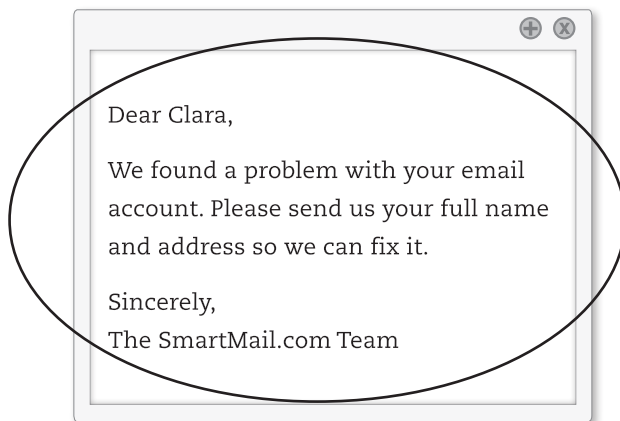 Dear Clara,
We found a problem with your email
account. Please send us your full name
and address so we can fix it.
Sincerely,
The SmartMail.com Team